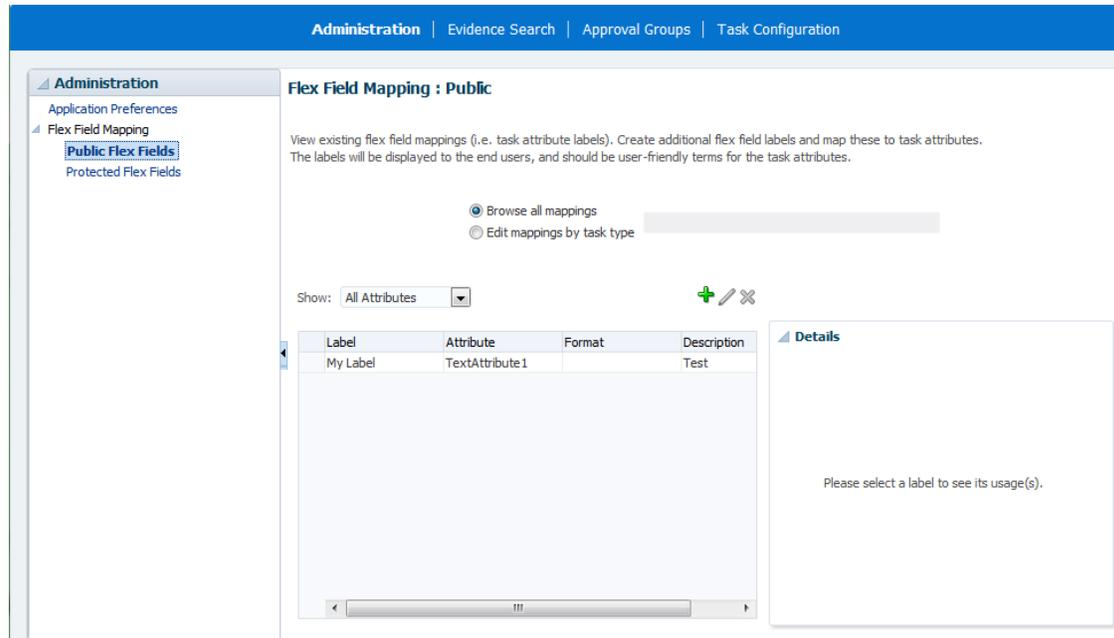 Administration | Evidence Search | Approval Groups | Task Configuration
Administration
Application Preferences
Flex Field Mapping
Public Flex Fields
Protected Flex Fields
Flex Field Mapping : Public
View existing flex field mappings (i.e. task attribute labels). Create additional flex field labels and map these to task attributes.
The labels will be displayed to the end users, and should be user-friendly terms for the task attributes.
Browse all mappings
Edit mappings by task type
Show: All Attributes
Label Attribute Format Description
My Label TextAttribute1 Test
Details
Please select a label to see its usage(s).